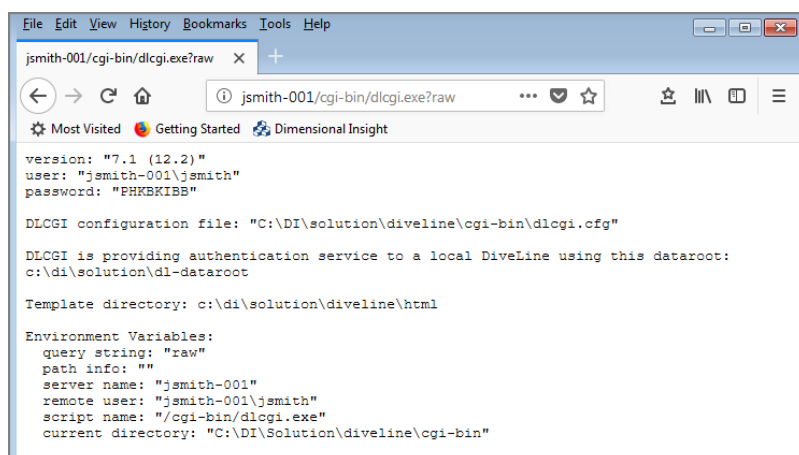 File Edit View History Bookmarks Tools Help
jsmith-001/cgi-bin/dlcgi.exe?raw
jsmith-001/cgi-bin/dlcgi.exe?raw
Most Visited Getting Started Dimensional Insight
version: "7.1 (12.2)"
user: "jsmith-001\jsmith"
password: "PHKBKIBB"
DLCGI configuration file: "C:\DI\solution\diveline\cgi-bin\dlcgi.cfg"
DLCGI is providing authentication service to a local DiveLine using this dataroot:
c:\di\solution\dl-dataroot
Template directory: c:\di\solution\diveline\html
Environment Variables:
query string: "raw"
path info: ""
server name: "jsmith-001"
remote user: "jsmith-001\jsmith"
script name: "/cgi-bin/dlcgi.exe"
current directory: "C:\DI\Solution\diveline\cgi-bin"